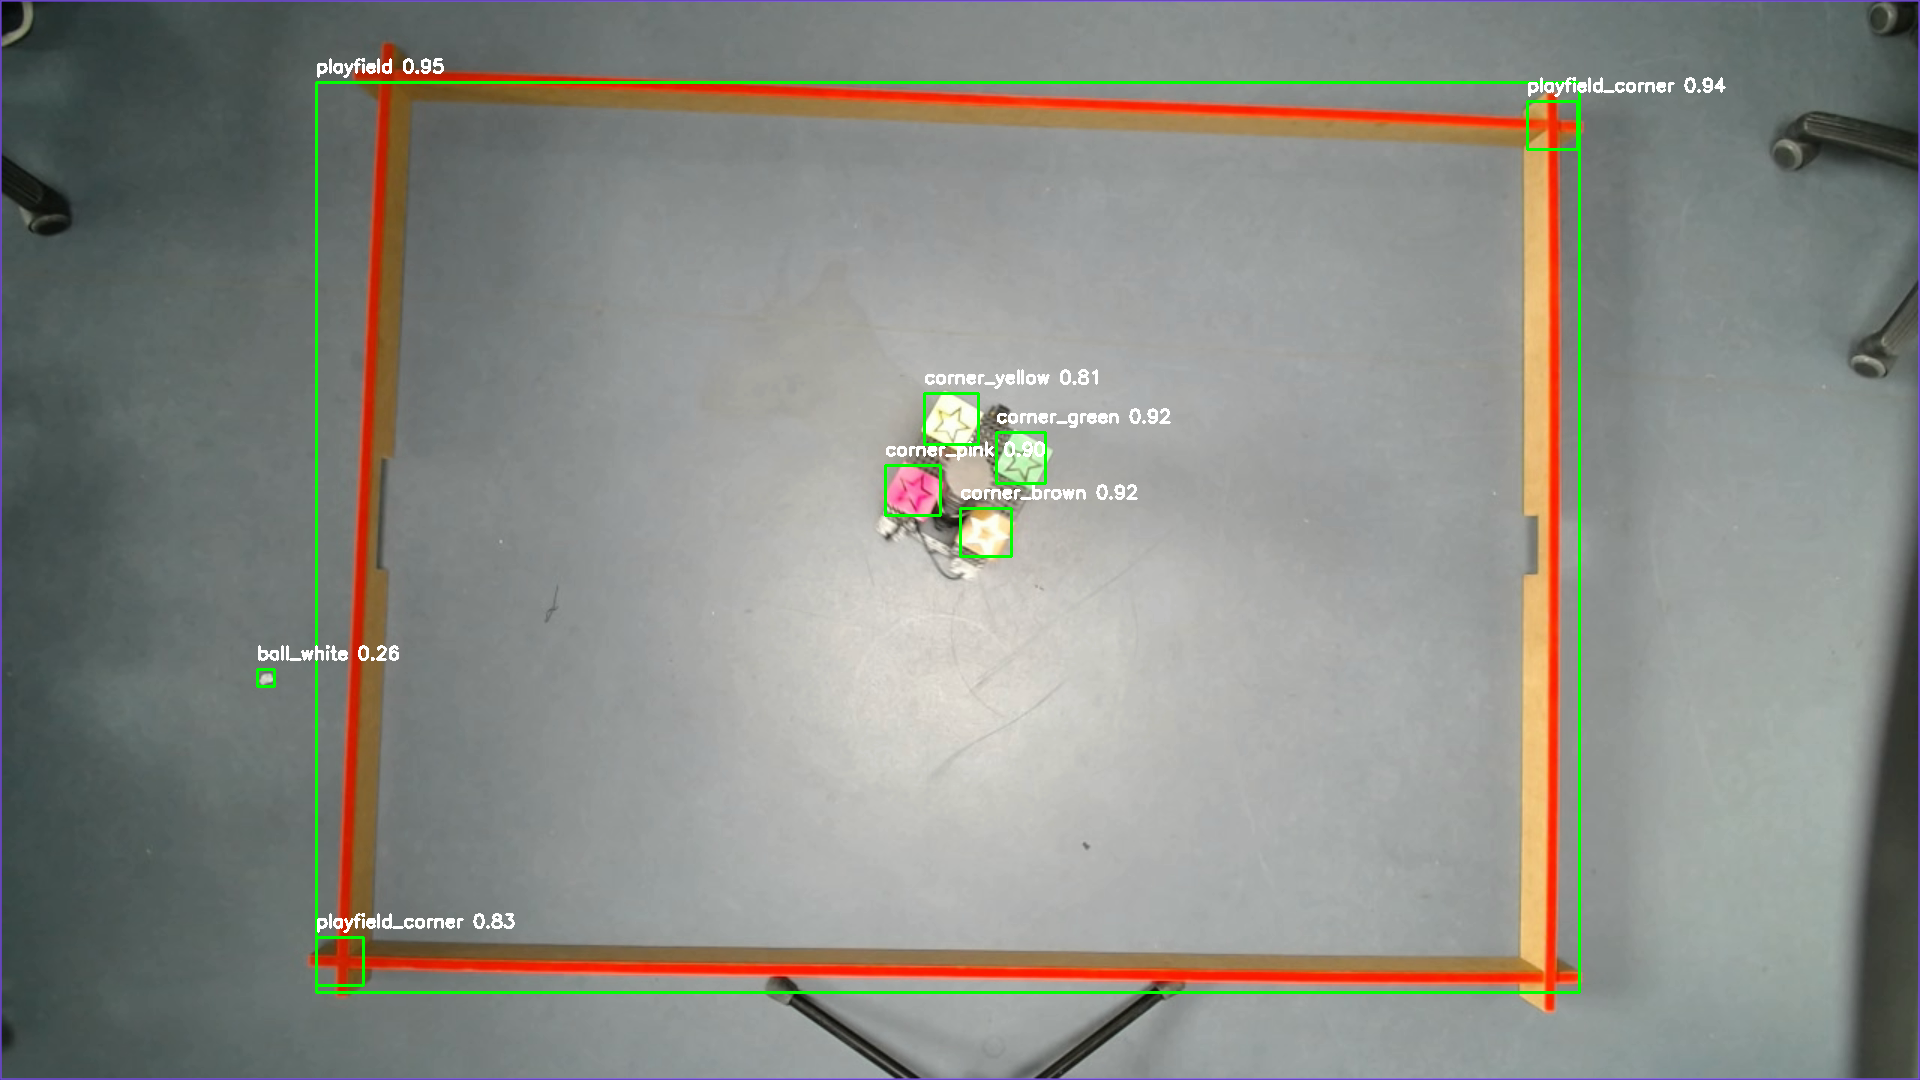 playfield 0.95
playfield_corner 0.94
corner_yellow 0.81
corner_green 0.92
corner_pink 0.90
corner_brown 0.92
ball_white 0.26
playfield_corner 0.83